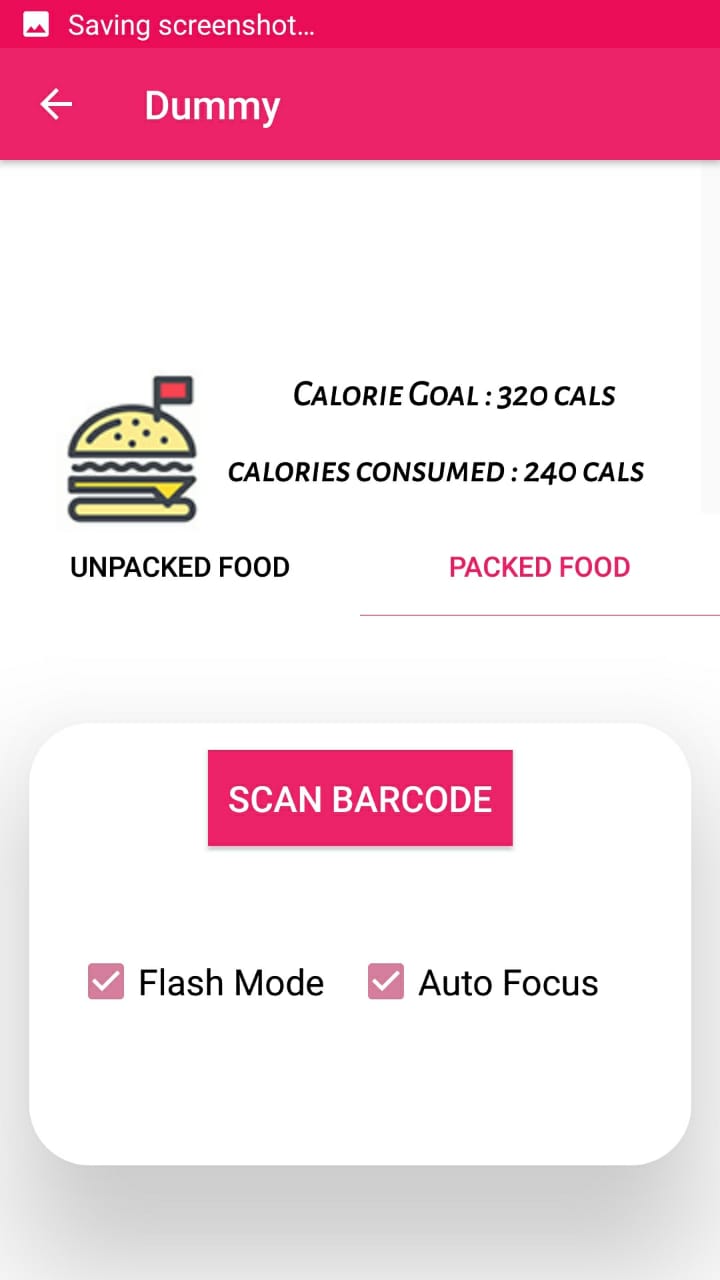 Saving screenshot...
Dummy
Calorie Goal : 320 cals
calories consumed : 240 cals
UNPACKED FOOD PACKED FOOD
SCAN BARCODE
Flash Mode Auto Focus